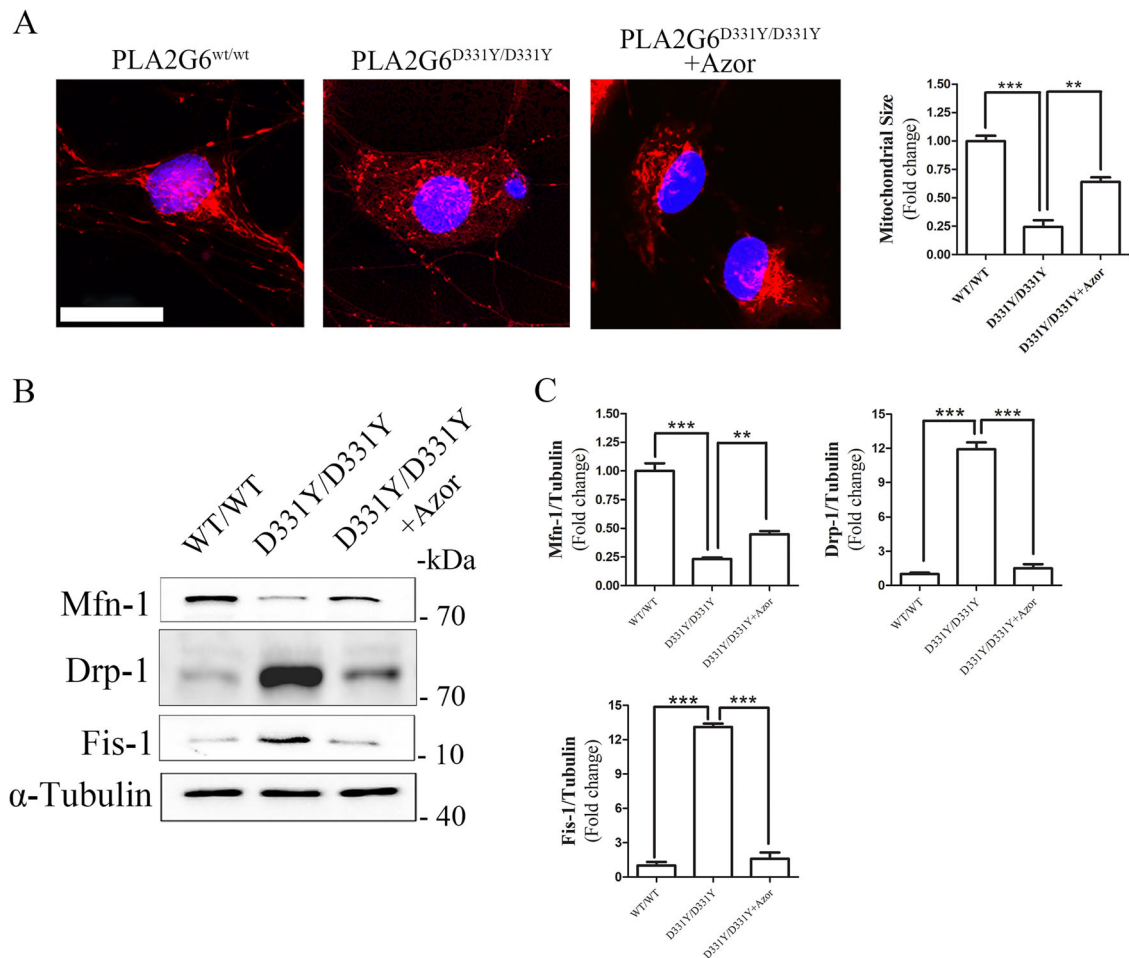 A
PLA2G6wt/wt
PLA2G6D331Y/D331Y
PLA2G6D331Y/D331Y
+Azor
Mitochondrial Size
(Fold change)
1.50
1.25
1.00
0.75
0.50
0.25
0.00
***
**
WT/WT
D331Y/D331Y
D331Y/D331Y+Azor
B
WT/WT
D331Y/D331Y
D331Y/D331Y
+Azor
-kDa
Mfn-1
- 70
Drp-1
- 70
Fis-1
- 10
α-Tubulin
- 40
C
Mfn-1/Tubulin
(Fold change)
1.50
1.25
1.00
0.75
0.50
0.25
0.00
***
**
WT/WT
D331Y/D331Y
D331Y/D331Y+Azor
Drp-1/Tubulin
(Fold change)
15
12
9
6
3
0
***
***
WT/WT
D331Y/D331Y
D331Y/D331Y+Azor
Fis-1/Tubulin
(Fold change)
15
12
9
6
3
0
***
***
WT/WT
D331Y/D331Y
D331Y/D331Y+Azor